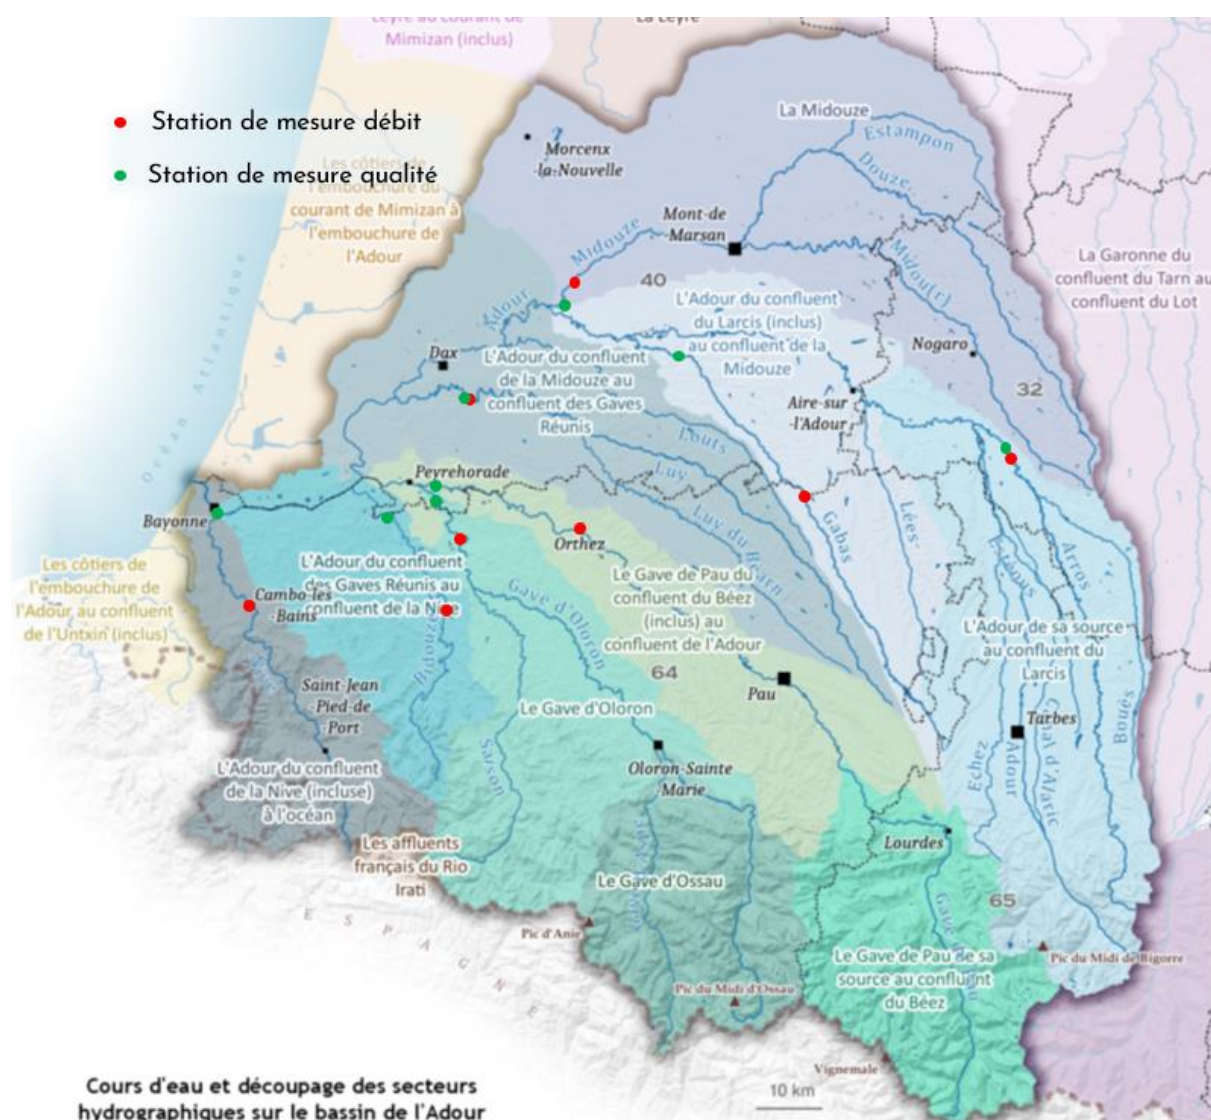 Leyre au courant de
Mimizan (inclus)
La Leyre
Station de mesure débit
Station de mesure qualité
Les côtiers de
l'embouchure du
courant de Mimizan à
l'embouchure de
l'Adour
Morcenx
-la-Nouvelle
La Midouze
Estampon
Douze
Mont-de
Marsan
Midouze
Midou(r)
40
La Garonne du
confluent du Tarn au
confluent du Lot
L'Adour du confluent
du Larcis (inclus)
au confluent de la
Midouze
Adour
Océan Atlantique
Dax
L'Adour du confluent
de la Midouze au
confluent des Gaves
Réunis
Nogaro
32
Aire-sur
-l'Adour
Louts
Luy
Luy du Béarn
Gabas
Lées
Peyrehorade
Bayonne
Orthez
Les côtiers de
l'embouchure de
l'Adour au confluent
de l'Untxin (inclus)
L'Adour du confluent
des Gaves Réunis au
confluent de la Nive
Cambo-les
-Bains
Gave d'Oloron
Le Gave de Pau du
confluent du Béez
(inclus) au
confluent de l'Adour
Arros
L'Adour de sa source
au confluent du
Larcis
64
Bidouze
Saint-Jean
-Pied-de
-Port
Le Gave d'Oloron
Pau
Tarbes
Boués
Echez
Adour
Canal d'Alaric
Saison
Oloron-Sainte
Marie
L'Adour du confluent
de la Nive (incluse)
à l'océan
Les affluents
français du Rio
Irati
Lourdes
Le Gave d'Ossau
65
ESPAGNE
Pic d'Anie
Le Gave de Pau de sa
source au confluent
du Béez
Pic du Midi de Bigorre
Pic du Midi d'Ossau
Vignemale
10 km
Cours d'eau et découpage des secteurs
hydrographiques sur le bassin de l'Adour